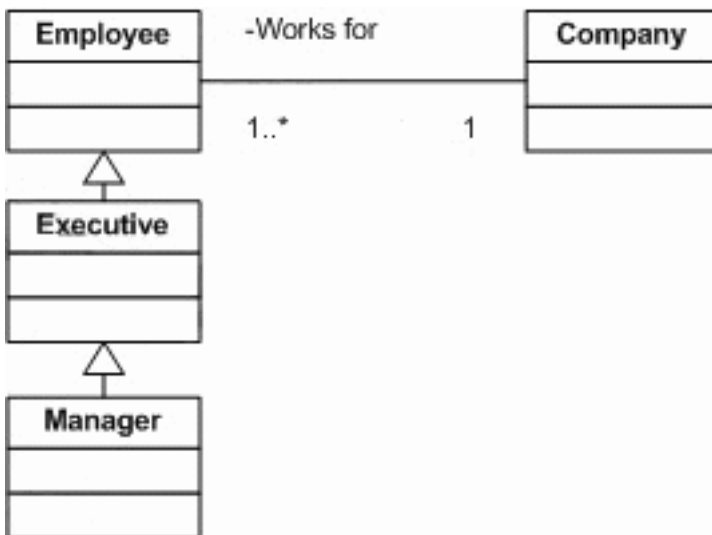 Employee
-Works for
Company
1..*
1
Executive
Manager